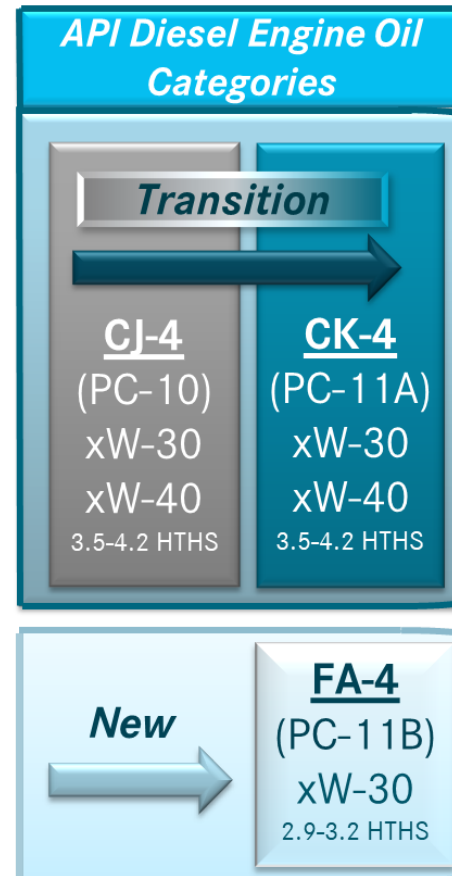 API Diesel Engine Oil
Categories
Transition
CJ-4
(PC-10)
xW-30
xW-40
3.5-4.2 HTHS
CK-4
(PC-11A)
xW-30
xW-40
3.5-4.2 HTHS
New
FA-4
(PC-11B)
xW-30
2.9-3.2 HTHS